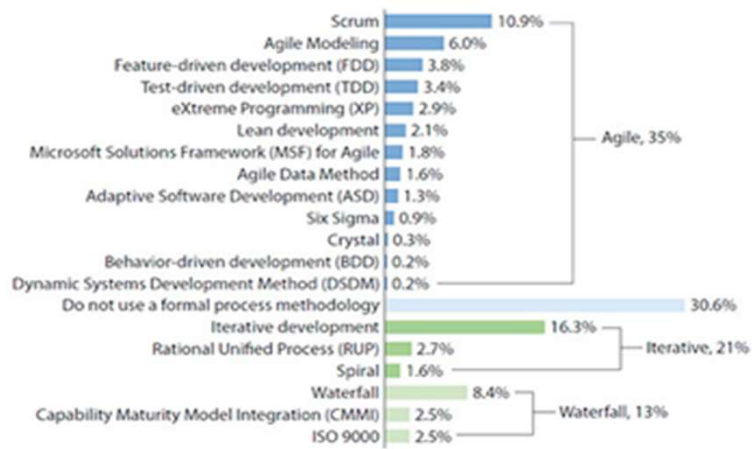 Scrum 10.9%
Agile Modeling 6.0%
Feature-driven development (FDD) 3.8%
Test-driven development (TDD) 3.4%
eXtreme Programming (XP) 2.9%
Lean development 2.1%
Microsoft Solutions Framework (MSF) for Agile 1.8%
Agile, 35%
Agile Data Method 1.6%
Adaptive Software Development (ASD) 1.3%
Six Sigma 0.9%
Crystal 0.3%
Behavior-driven development (BDD) 0.2%
Dynamic Systems Development Method (DSDM) 0.2%
Do not use a formal process methodology 30.6%
Iterative development 16.3%
Rational Unified Process (RUP) 2.7%
Iterative, 21%
Spiral 1.6%
Waterfall 8.4%
Capability Maturity Model Integration (CMMI) 2.5%
Waterfall, 13%
ISO 9000 2.5%